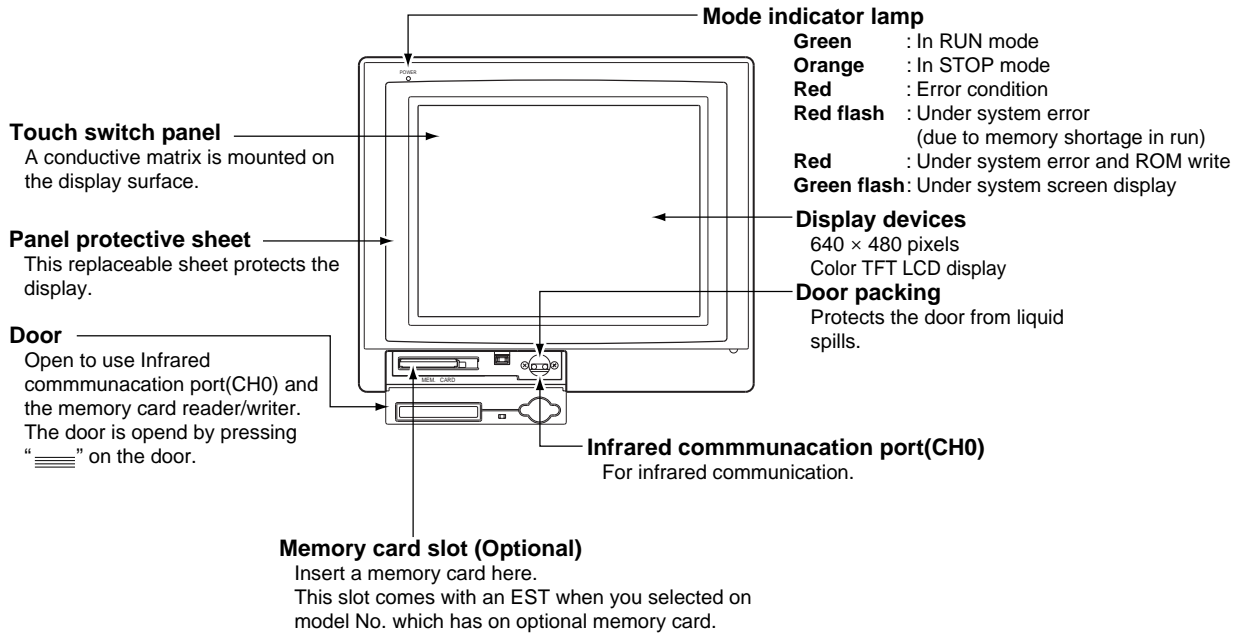 Mode indicator lamp
Green : In RUN mode
Orange : In STOP mode
Red : Error condition
Red flash : Under system error
(due to memory shortage in run)
Red : Under system error and ROM write
Green flash : Under system screen display
POWER
Touch switch panel
A conductive matrix is mounted on
the display surface.
Display devices
640 × 480 pixels
Color TFT LCD display
Panel protective sheet
This replaceable sheet protects the
display.
Door packing
Protects the door from liquid
spills.
Door
Open to use Infrared
commmunacation port(CH0) and
the memory card reader/writer.
The door is opend by pressing
“ ” on the door.
MEM. CARD
Infrared commmunacation port(CH0)
For infrared communication.
Memory card slot (Optional)
Insert a memory card here.
This slot comes with an EST when you selected on
model No. which has on optional memory card.